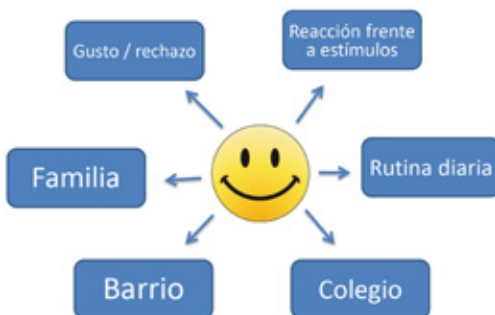 Gusto / rechazo
Reacción frente
a estímulos
Familia
Rutina diaria
Barrio
Colegio